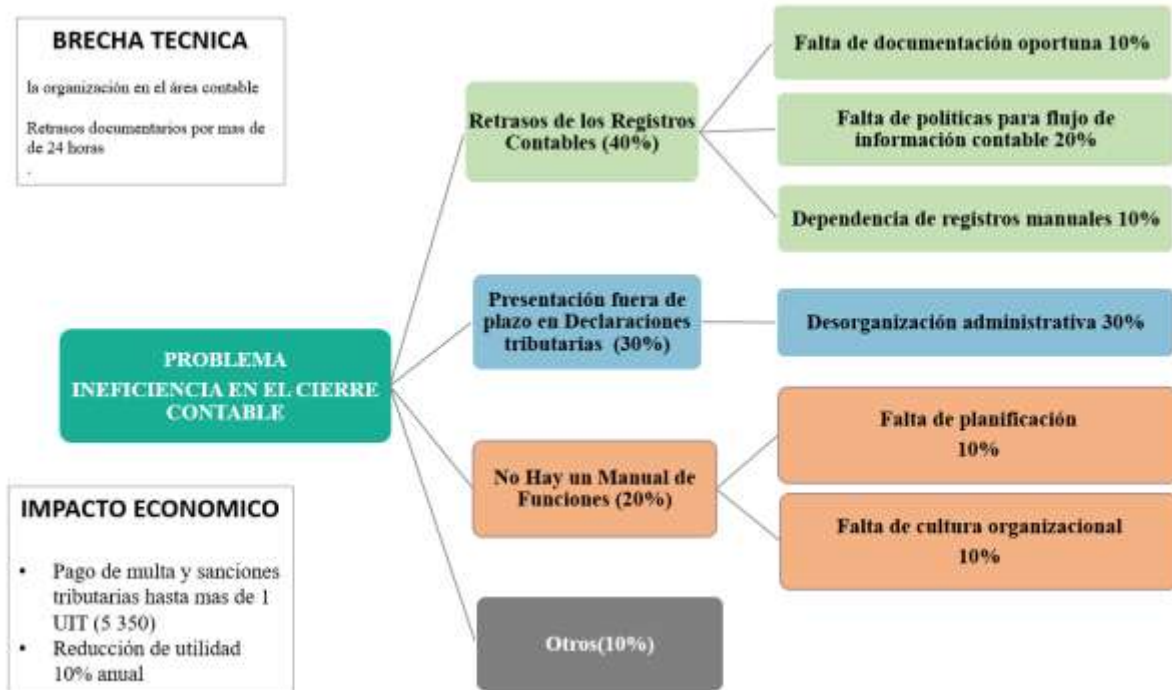 BRECHA TECNICA
la organización en el área contable
Retrasos documentarios por mas de
de 24 horas
.
PROBLEMA
INEFICIENCIA EN EL CIERRE
CONTABLE
IMPACTO ECONOMICO
• Pago de multa y sanciones
tributarias hasta mas de 1
UIT (5 350)
• Reducción de utilidad
10% anual
Retrasos de los Registros
Contables (40%)
Presentación fuera de
plazo en Declaraciones
tributarias (30%)
No Hay un Manual de
Funciones (20%)
Otros(10%)
Falta de documentación oportuna 10%
Falta de políticas para flujo de
información contable 20%
Dependencia de registros manuales 10%
Desorganización administrativa 30%
Falta de planificación
10%
Falta de cultura organizacional
10%